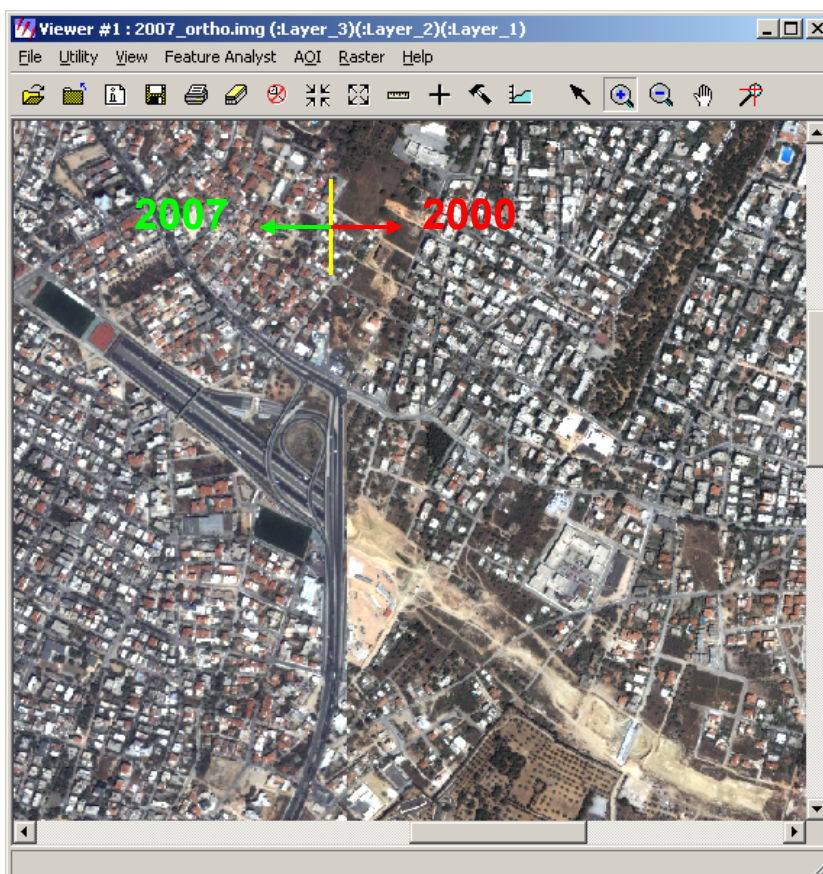 Viewer #1 : 2007_ortho.img (:Layer_3)(:Layer_2)(:Layer_1)
File Utility View Feature Analyst AOI Raster Help
2007 2000